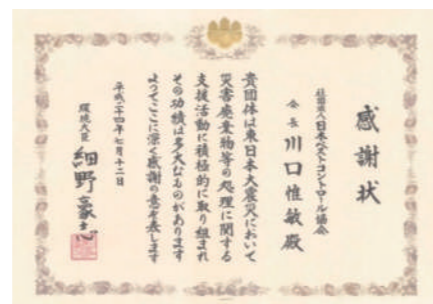 感謝状
社団法人日本ペストコントロール協会
会長 川口惟敏殿
貴団体は東日本大震災において
災害廃棄物等の処理に関する
支援活動に積極的に取り組まれ
その功績は多大なるものがあります
よってここに深く感謝の意を表します
平成二十四年七月十二日
環境大臣 細野豪志